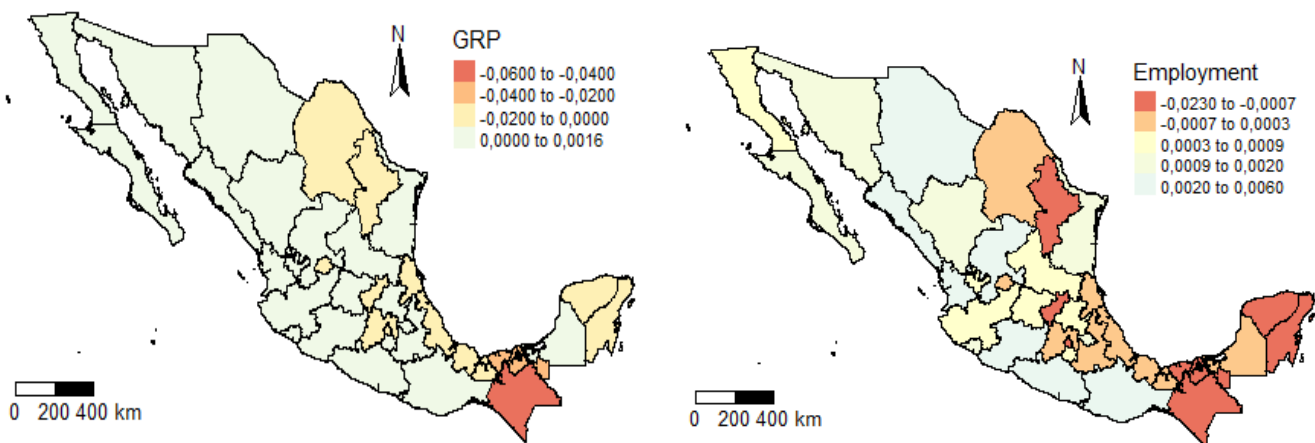 N
GRP
-0,0600 to -0,0400
-0,0400 to -0,0200
-0,0200 to 0,0000
0,0000 to 0,0016
0 200 400 km
N
Employment
-0,0230 to -0,0007
-0,0007 to 0,0003
0,0003 to 0,0009
0,0009 to 0,0020
0,0020 to 0,0060
0 200 400 km